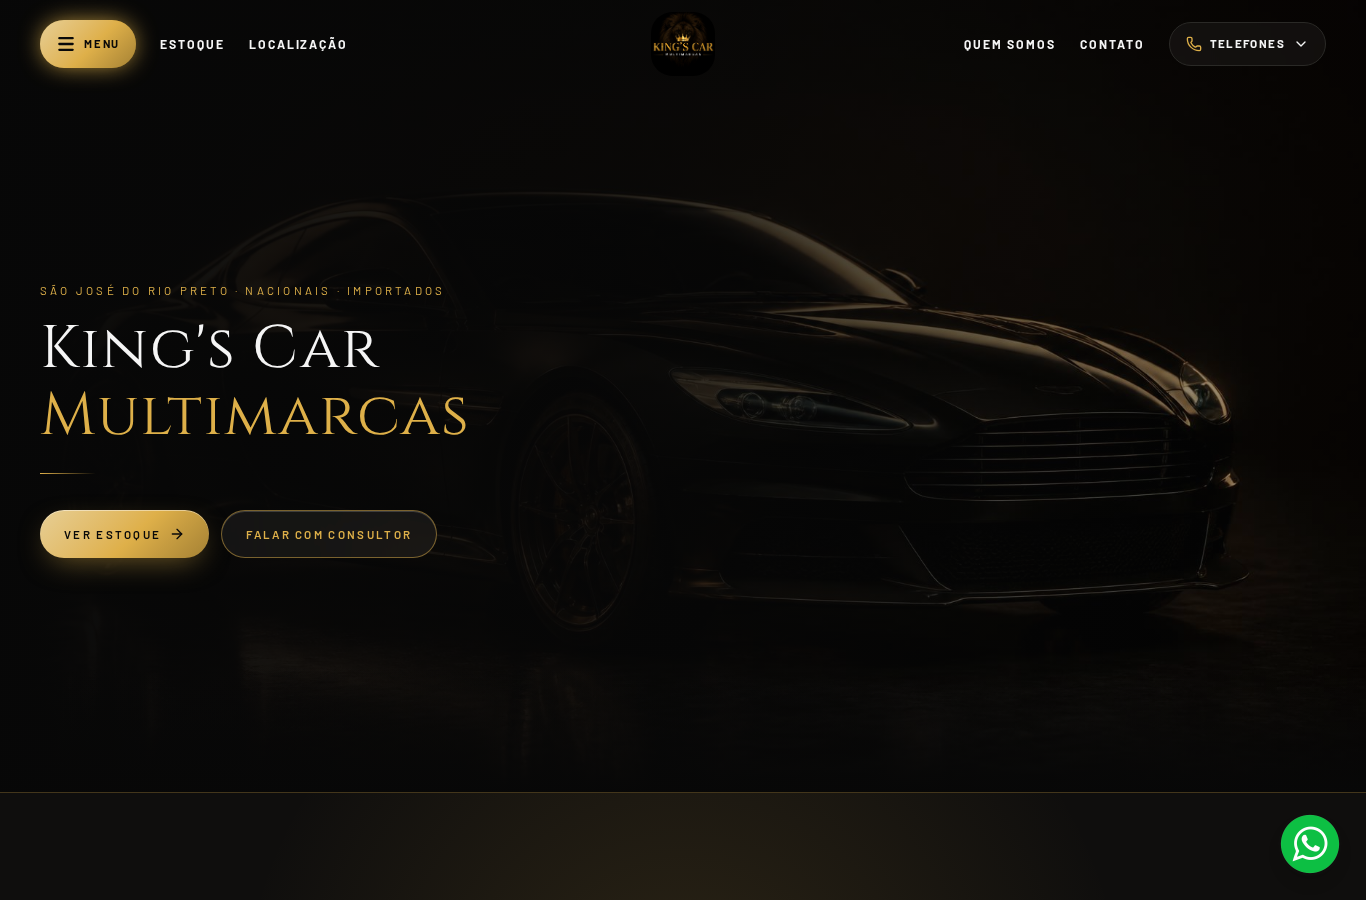 MENU
ESTOQUE
LOCALIZAÇÃO
KING'S CAR
MULTIMARCAS
QUEM SOMOS
CONTATO
TELEFONES
SÃO JOSÉ DO RIO PRETO · NACIONAIS · IMPORTADOS
King's Car
Multimarcas
VER ESTOQUE
FALAR COM CONSULTOR